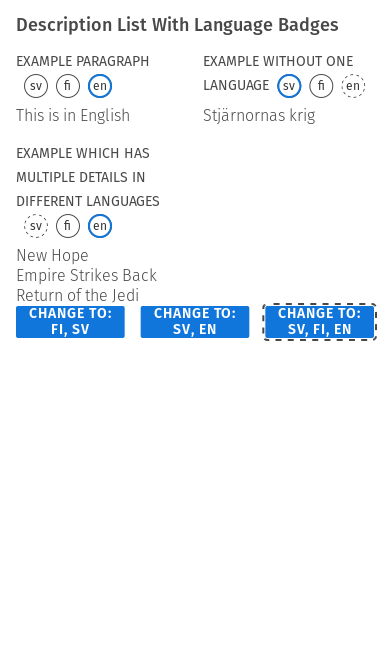 Description List With Language Badges
EXAMPLE PARAGRAPH
sv fi en
This is in English
EXAMPLE WITHOUT ONE
LANGUAGE sv fi en
Stjärnornas krig
EXAMPLE WHICH HAS
MULTIPLE DETAILS IN
DIFFERENT LANGUAGES
sv fi en
New Hope
Empire Strikes Back
Return of the Jedi
CHANGE TO:
FI, SV
CHANGE TO:
SV, EN
CHANGE TO:
SV, FI, EN